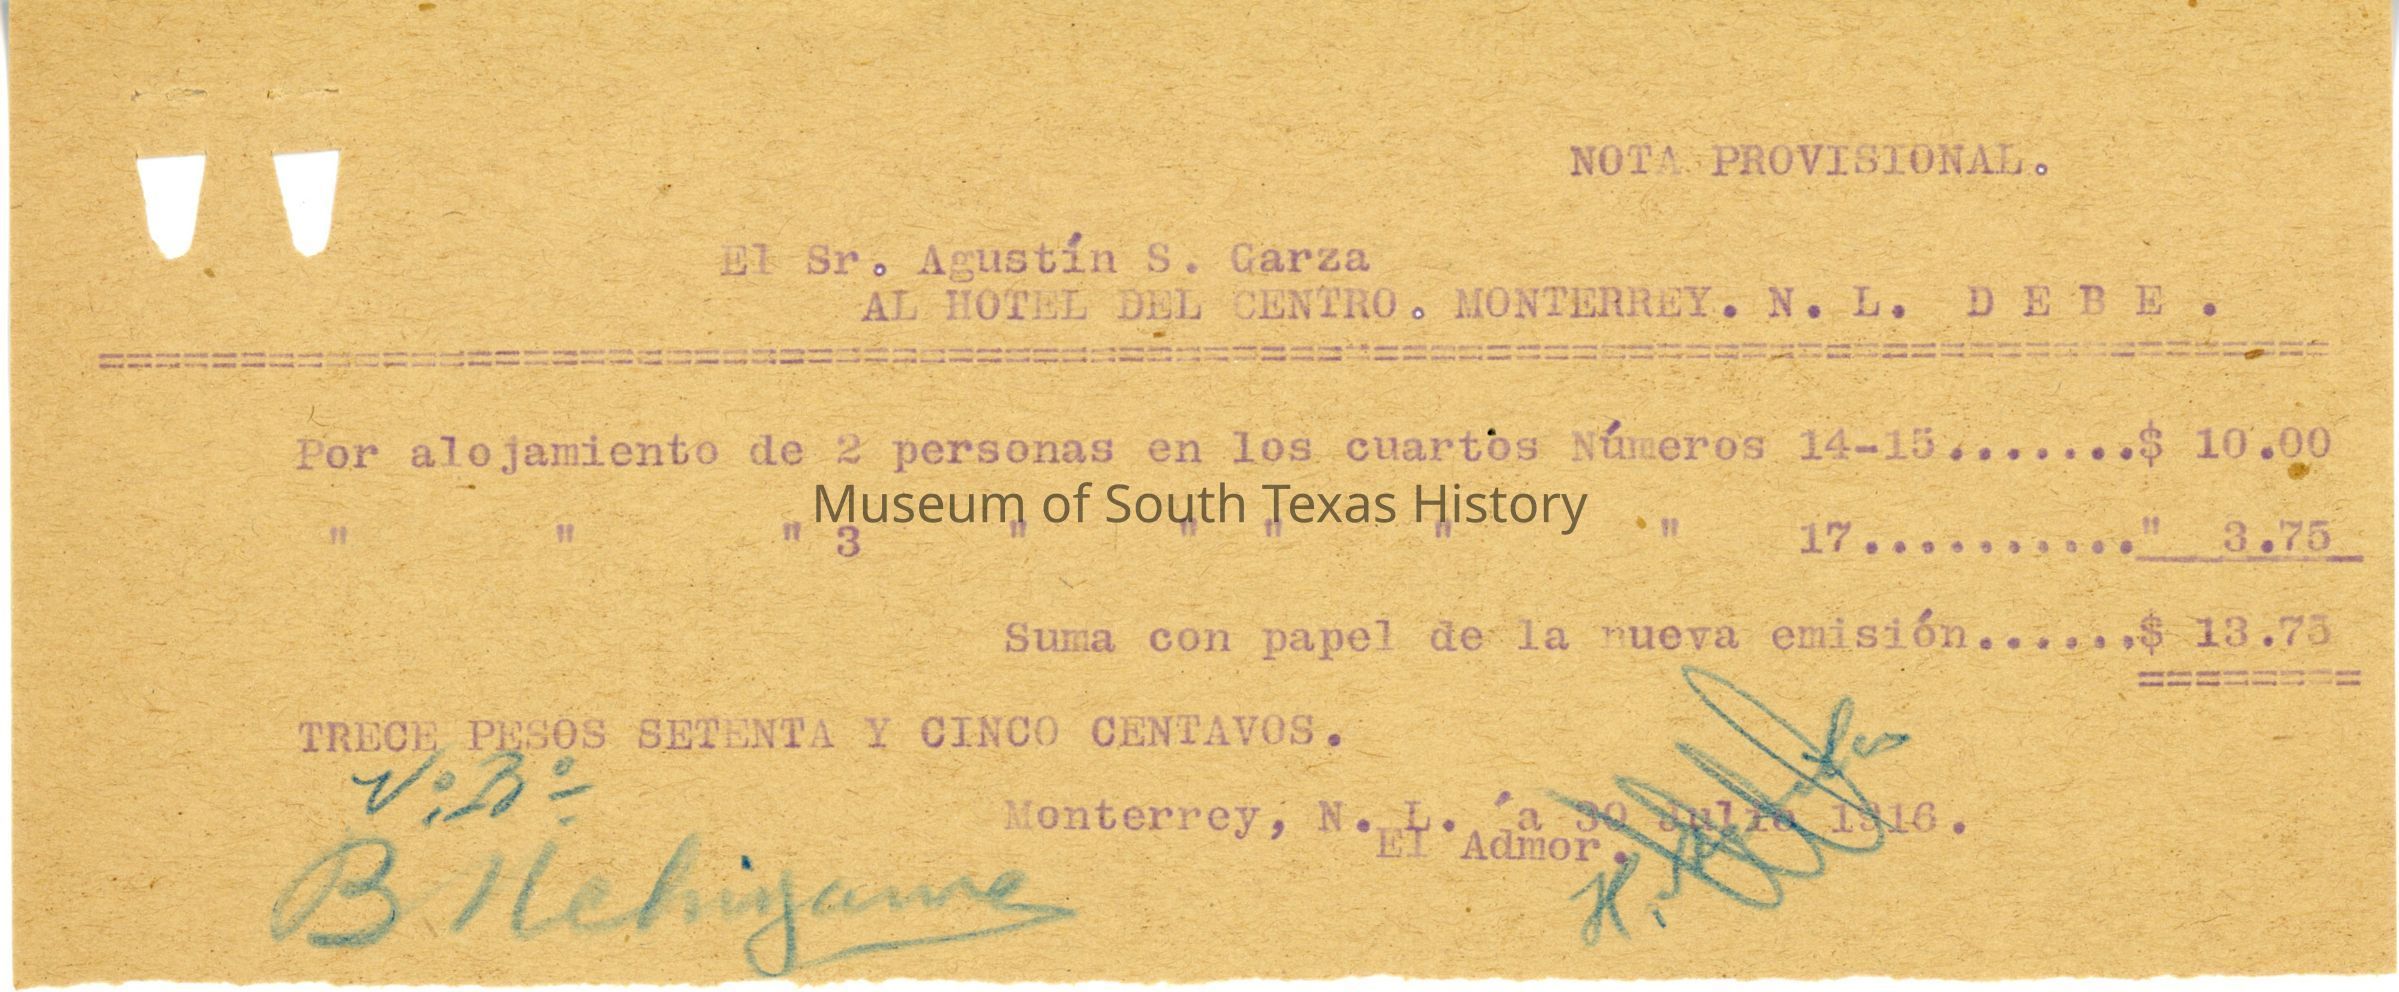 NOTA PROVISIONAL.
El Sr. Agustín S. Garza
AL HOTEL DEL CENTRO. MONTERREY. N. L. D E B E .
===============================================================================
Por alojamiento de 2 personas en los cuartos Números 14-15.......$ 10.00
Museum of South Texas History
" " " 3 " " " " " 17.........." 3.75
Suma con papel de la nueva emisión......$ 13.75
========
TRECE PESOS SETENTA Y CINCO CENTAVOS.
Vo. Bo.
Monterrey, N. L. ´a 30 Julio 1916.
El Admor.
B
H.